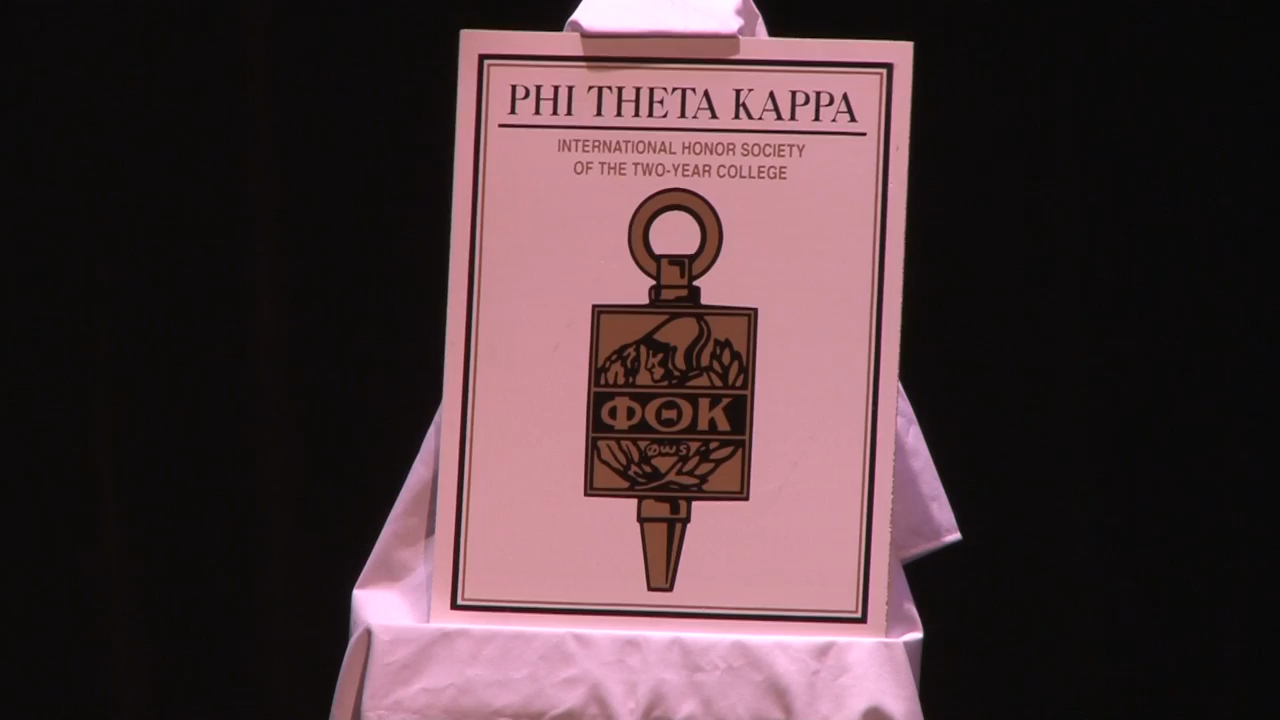 PHI THETA KAPPA
INTERNATIONAL HONOR SOCIETY
OF THE TWO-YEAR COLLEGE
ΦΘΚ